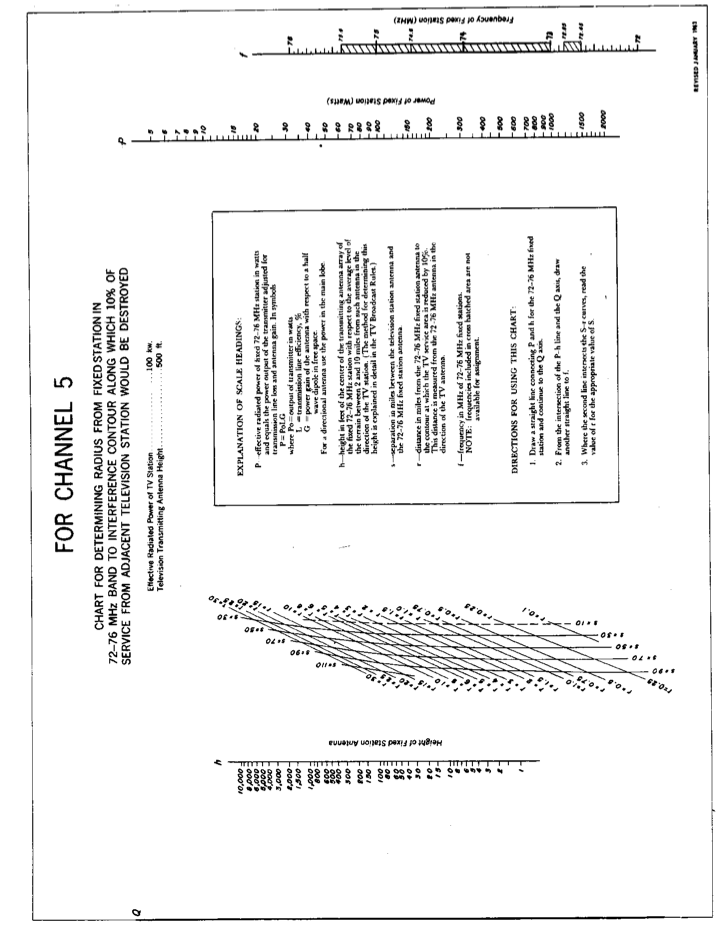 FOR CHANNEL 5
CHART FOR DETERMINING RADIUS FROM FIXED STATION IN
72–76 MHz BAND TO INTERFERENCE CONTOUR ALONG WHICH 10% OF
SERVICE FROM ADJACENT TELEVISION STATION WOULD BE DESTROYED
Effective Radiated Power of TV Station . . . . . . :100 kw.
Television Transmitting Antenna Height . . . . . . 500 ft.
EXPLANATION OF SCALE HEADINGS:
P -effective radiated power of fixed 72-76 MHz station in watts
and equals the power output of the transmitter adjusted for
transmission line loss and antenna gain. In symbols
P = PoLG
where Po = output of transmitter in watts
L = transmission line efficiency, %
G = power gain of the antenna with respect to a half
wave dipole in free space.
For a directional antenna use the power in the main lobe.
h—height in feet of the center of the transmitting antenna array of
the fixed 72-76 MHz station with respect to the average level of
the terrain between 2 and 10 miles from such antenna in the
direction of the TV station. (The method for determining this
height is explained in detail in the TV Broadcast Rules.)
s—separation in miles between the television station antenna and
the 72-76 MHz fixed station antenna.
r—distance in miles from the 72-76 MHz fixed station antenna to
the contour at which the TV service area is reduced by 10%.
This distance is measured from the 72-76 MHz antenna in the
direction of the TV antenna.
f—frequency in MHz of 72-76 MHz fixed stations.
NOTE: frequencies included in cross hatched area are not
available for assignment.
DIRECTIONS FOR USING THIS CHART:
1. Draw a straight line connecting P and h for the 72-76 MHz fixed
station and continue to the Q axis.
2. From the intersection of the P-h line and the Q axis, draw
another straight line to f.
3. Where the second line intersects the S-r curves, read the
value of r for the appropriate value of S.
Q
h
Height of Fixed Station Antenna
10,000
8,000
6,000
5,000
4,000
3,000
2,000
1,500
1,000
800
600
500
400
300
200
150
100
80
60
50
40
30
20
15
10
8
6
5
4
3
2
1
s=30
s=50
s=70
s=90
s=110
r=30
r=25
r=20
r=15
r=10
r=8
r=6
r=5
r=4
r=3
r=2
r=1.5
r=1.0
r=.75
r=0.5
r=0.25
r=0.1
s=10
s=30
s=50
s=70
s=90
r=0.25
r=0.5
r=0.75
r=1.0
r=1.5
P
Power of Fixed Station (Watts)
5
6
7
8
9
10
15
20
30
40
50
60
70
80
90
100
150
200
300
400
500
600
700
800
900
1000
1500
2000
f
Frequency of Fixed Station (MHz)
76
75.4
75
74.6
74
73
72
REVISED JANUARY 1967